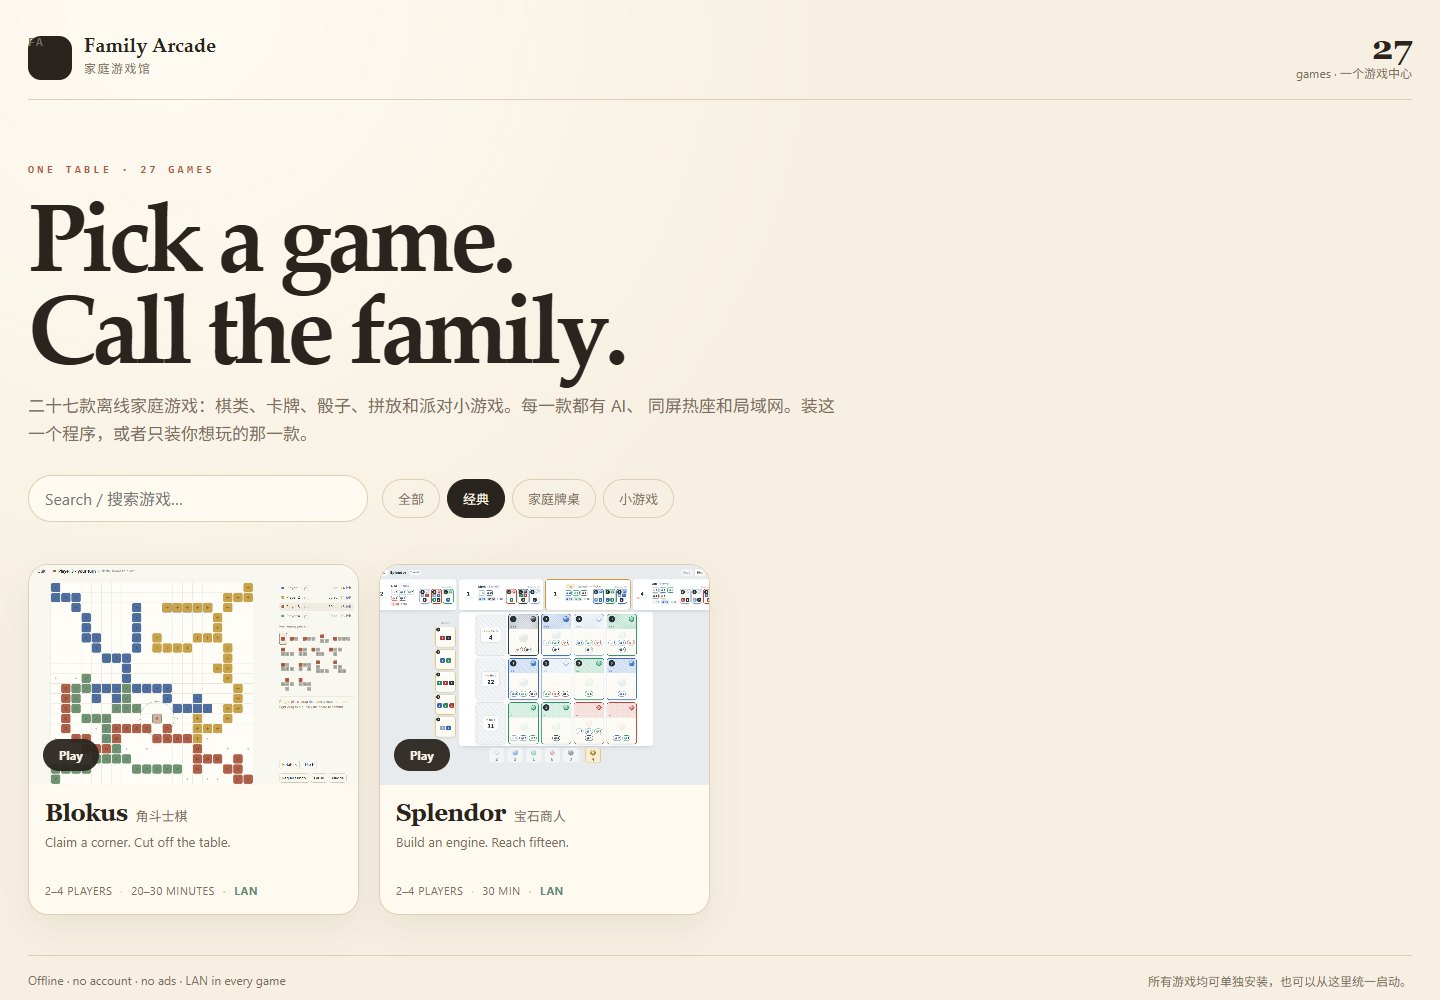 FA
Family Arcade
家庭游戏馆
27
games · 一个游戏中心
ONE TABLE · 27 GAMES
Pick a game.
Call the family.
二十七款离线家庭游戏：棋类、卡牌、骰子、拼放和派对小游戏。每一款都有 AI、 同屏热座和局域网。装这
一个程序，或者只装你想玩的那一款。
Search / 搜索游戏...
全部
经典
家庭牌桌
小游戏
Play
Blokus 角斗士棋
Claim a corner. Cut off the table.
2–4 PLAYERS · 20–30 MINUTES · LAN
Splendor
4
22
31
Play
Splendor 宝石商人
Build an engine. Reach fifteen.
2–4 PLAYERS · 30 MIN · LAN
Offline · no account · no ads · LAN in every game
所有游戏均可单独安装，也可以从这里统一启动。